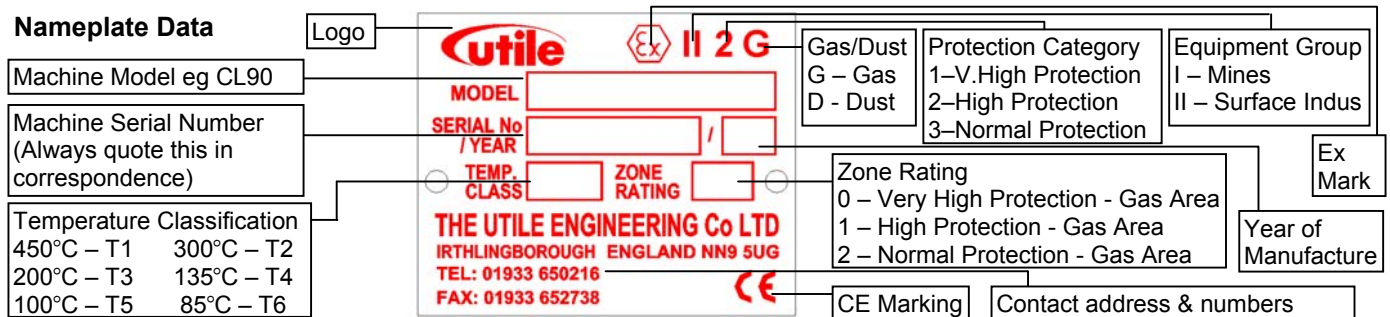 Nameplate Data
Logo
Machine Model eg CL90
Machine Serial Number
(Always quote this in
correspondence)
Temperature Classification
450°C – T1 300°C – T2
200°C – T3 135°C – T4
100°C – T5 85°C – T6
utile
Ex II 2 G
MODEL
SERIAL No
/ YEAR
/
TEMP.
CLASS
ZONE
RATING
THE UTILE ENGINEERING Co LTD
IRTHLINGBOROUGH ENGLAND NN9 5UG
TEL: 01933 650216
FAX: 01933 652738
CE
Gas/Dust
G – Gas
D - Dust
Protection Category
1–V.High Protection
2–High Protection
3–Normal Protection
Equipment Group
I – Mines
II – Surface Indus
Ex
Mark
Zone Rating
0 – Very High Protection - Gas Area
1 – High Protection - Gas Area
2 – Normal Protection - Gas Area
Year of
Manufacture
CE Marking
Contact address & numbers